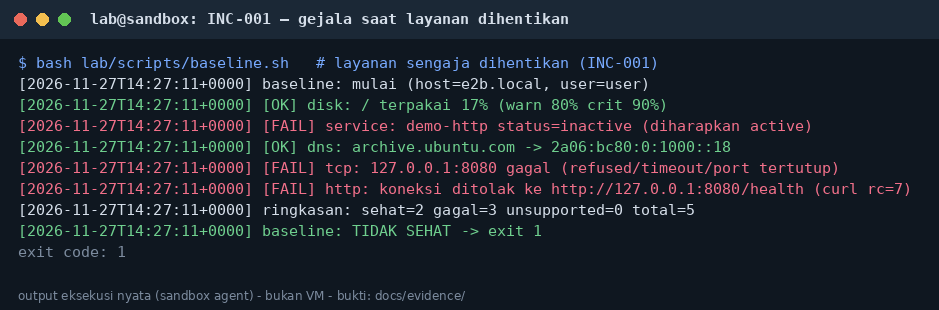 lab@sandbox: INC-001 — gejala saat layanan dihentikan
$ bash lab/scripts/baseline.sh   # layanan sengaja dihentikan (INC-001)
[2026-11-27T14:27:11+0000] baseline: mulai (host=e2b.local, user=user)
[2026-11-27T14:27:11+0000] [OK] disk: / terpakai 17% (warn 80% crit 90%)
[2026-11-27T14:27:11+0000] [FAIL] service: demo-http status=inactive (diharapkan active)
[2026-11-27T14:27:11+0000] [OK] dns: archive.ubuntu.com -> 2a06:bc80:0:1000::18
[2026-11-27T14:27:11+0000] [FAIL] tcp: 127.0.0.1:8080 gagal (refused/timeout/port tertutup)
[2026-11-27T14:27:11+0000] [FAIL] http: koneksi ditolak ke http://127.0.0.1:8080/health (curl rc=7)
[2026-11-27T14:27:11+0000] ringkasan: sehat=2 gagal=3 unsupported=0 total=5
[2026-11-27T14:27:11+0000] baseline: TIDAK SEHAT -> exit 1
exit code: 1
output eksekusi nyata (sandbox agent) - bukan VM - bukti: docs/evidence/